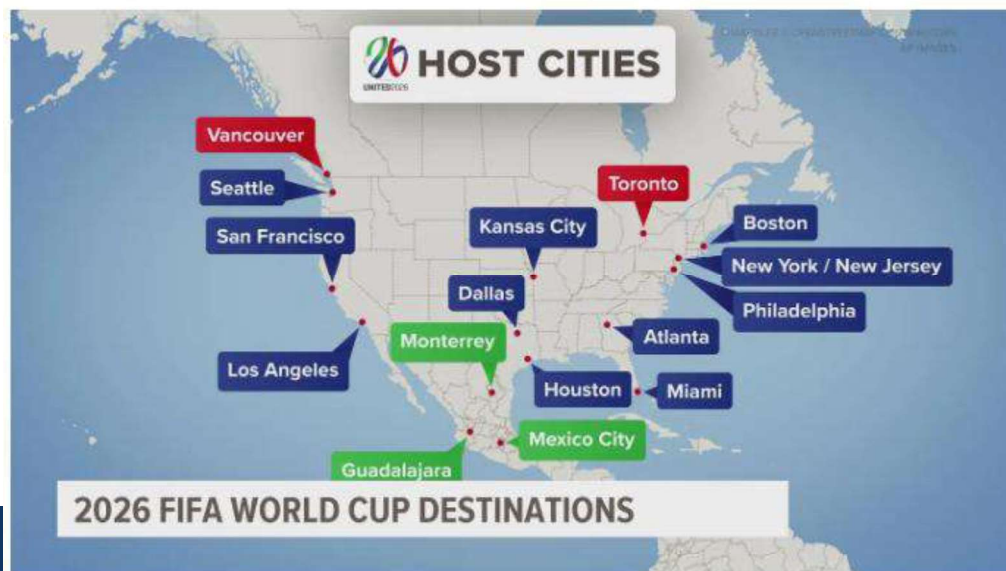 HOST CITIES
UNITED2026
Vancouver
Seattle
Toronto
San Francisco
Kansas City
Boston
New York / New Jersey
Dallas
Philadelphia
Monterrey
Atlanta
Los Angeles
Houston
Miami
Mexico City
Guadalajara
2026 FIFA WORLD CUP DESTINATIONS